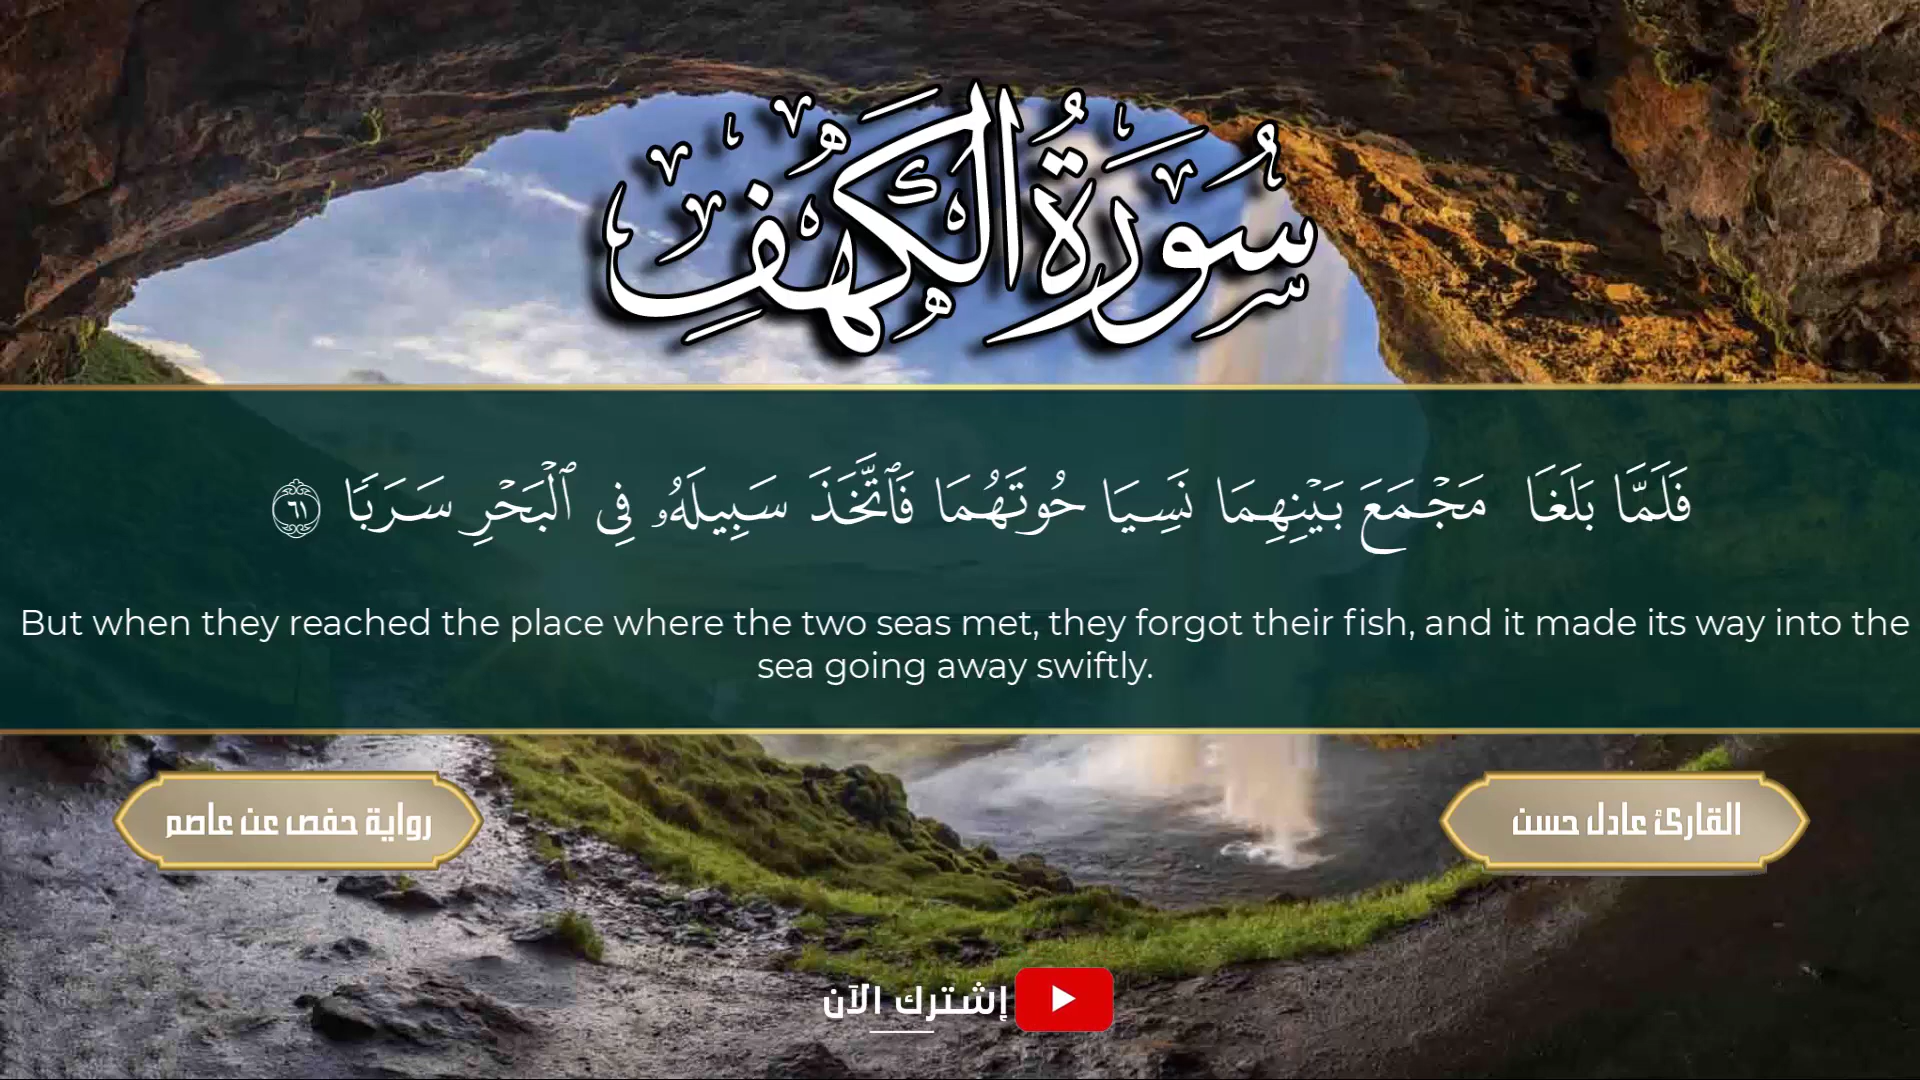 سُورَةُ الكَهْفِ
فَلَمَّا بَلَغَا مَجْمَعَ بَيْنِهِمَا نَسِيَا حُوتَهُمَا فَٱتَّخَذَ سَبِيلَهُۥ فِى ٱلْبَحْرِ سَرَبًا ٦١
But when they reached the place where the two seas met, they forgot their fish, and it made its way into the
sea going away swiftly.
القارئ عادل حسن
رواية حفص عن عاصم
إشترك الآن